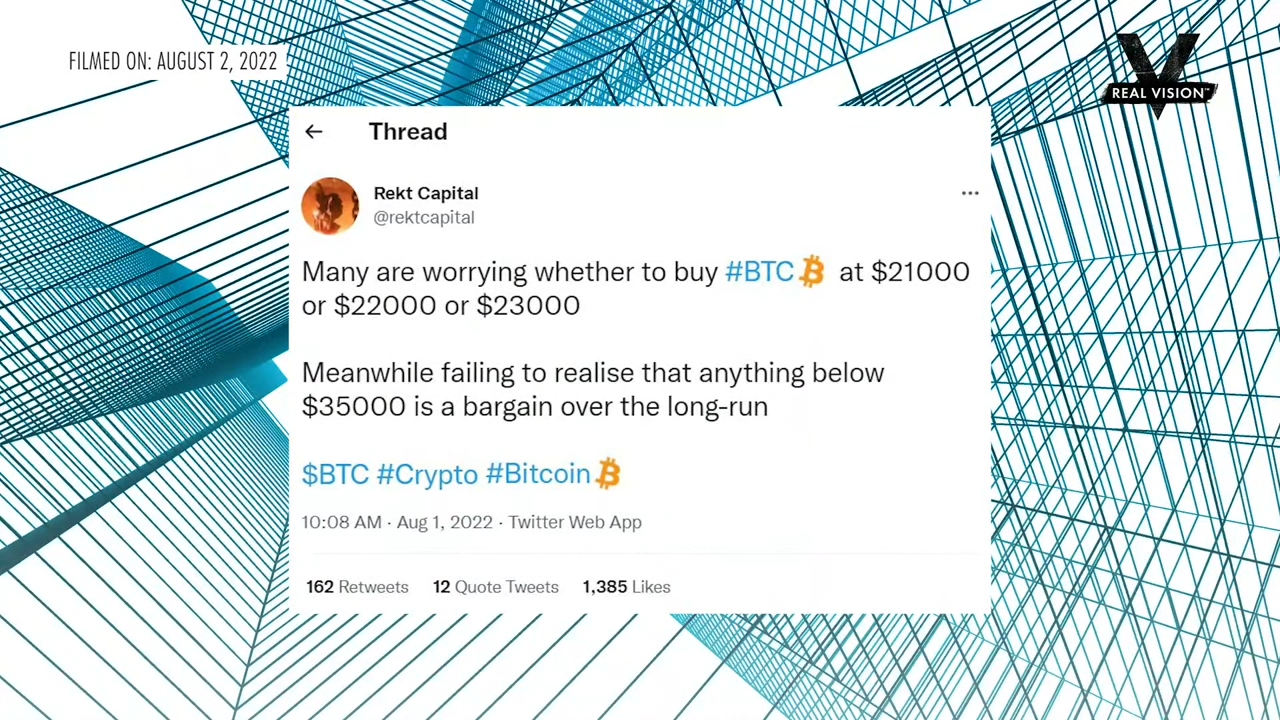 FILMED ON: AUGUST 2, 2022
REAL VISION™
Thread
Rekt Capital
@rektcapital
Many are worrying whether to buy #BTC at $21000
or $22000 or $23000
Meanwhile failing to realise that anything below
$35000 is a bargain over the long-run
$BTC #Crypto #Bitcoin
10:08 AM · Aug 1, 2022 · Twitter Web App
162 Retweets 12 Quote Tweets 1,385 Likes